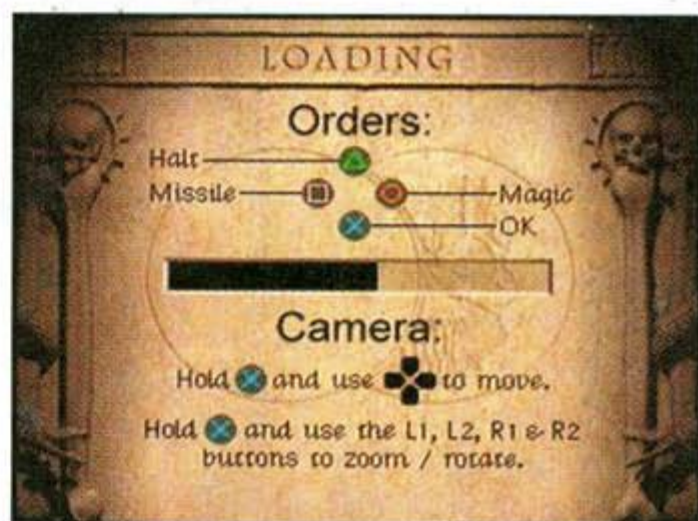 LOADING
Orders:
Halt
Missile
Magic
OK
Camera:
Hold and use to move.
Hold and use the L1, L2, R1 & R2
buttons to zoom / rotate.